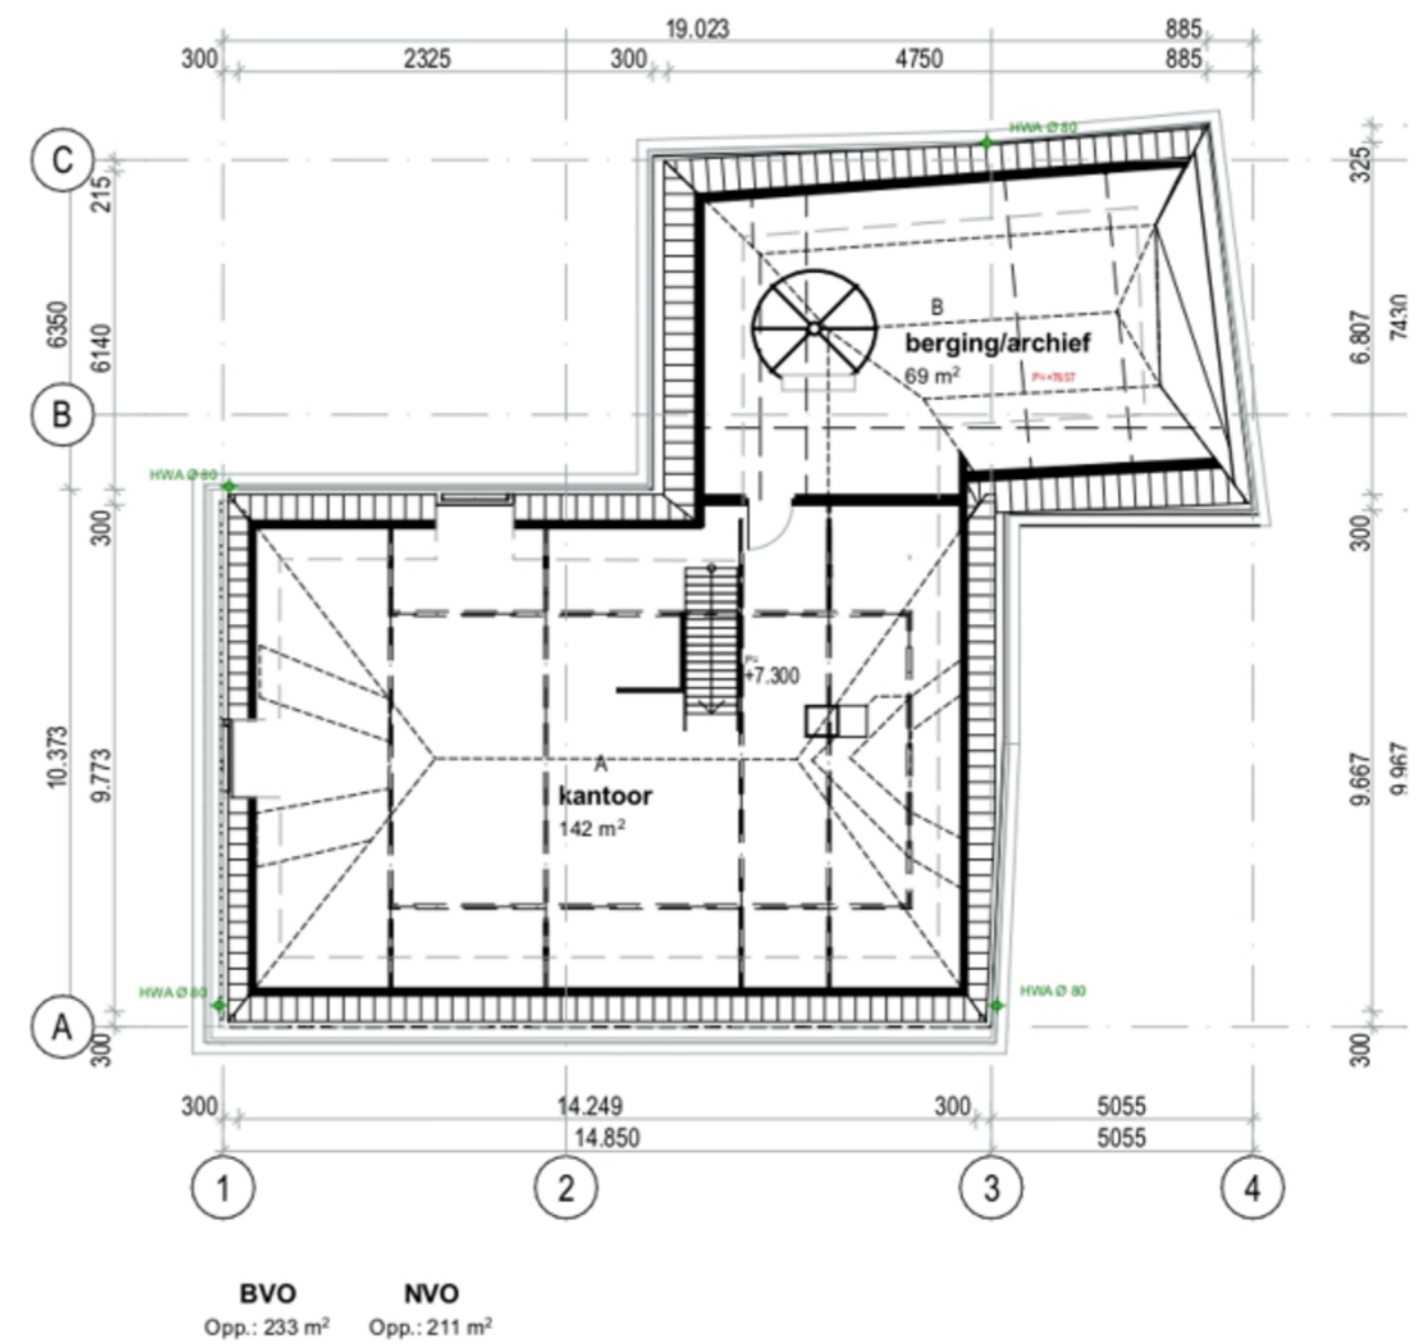 19.023 885
300 2325 300 4750 885
HWA Ø 80
C
215
325
6350
6140
B
berging/archief
69 m²
P=+7657
6.807
7430
B
HWA Ø 80
300
300
P=
+7.300
A
kantoor
142 m²
10.373
9.773
9.667
9.967
HWA Ø 80
HWA Ø 80
A
300
300
300 14.249 300 5055
14.850 5055
1 2 3 4
BVO NVO
Opp.: 233 m² Opp.: 211 m²